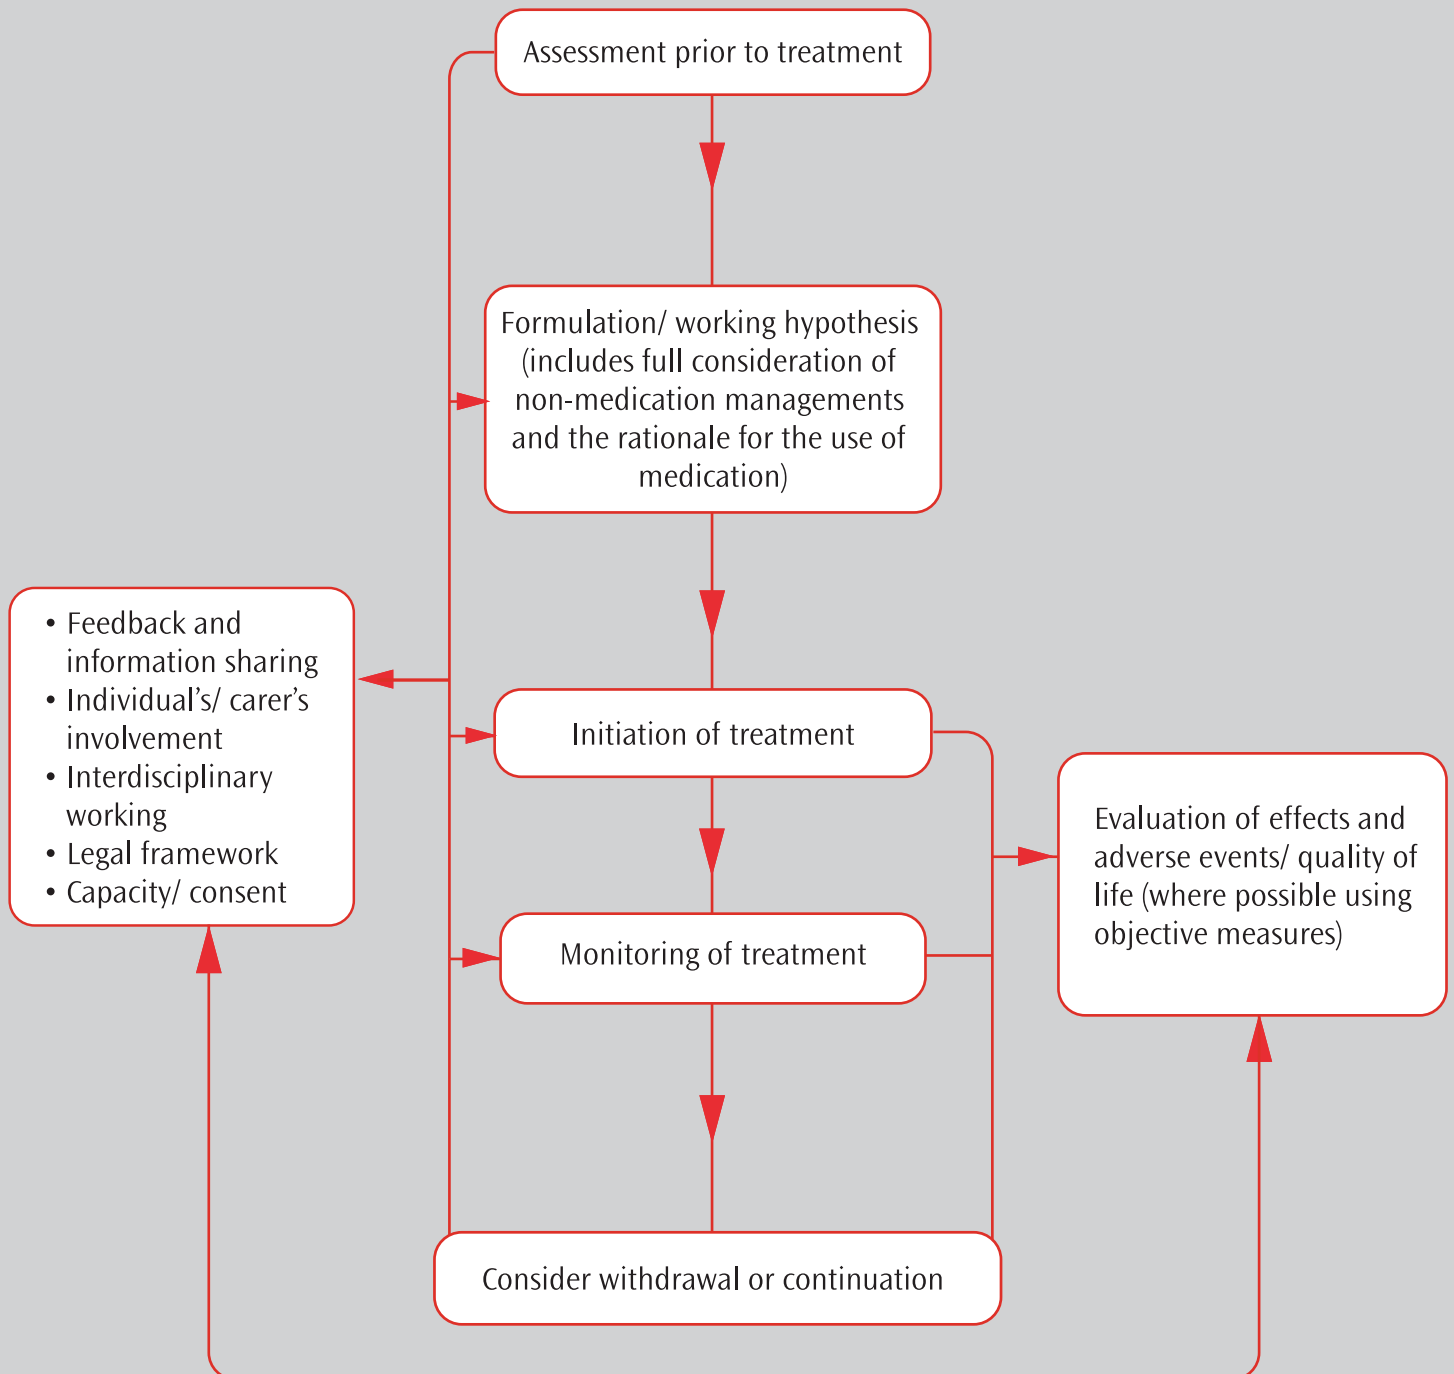 Assessment prior to treatment
Formulation/ working hypothesis
(includes full consideration of
non-medication managements
and the rationale for the use of
medication)
• Feedback and
information sharing
• Individual’s/ carer’s
involvement
• Interdisciplinary
working
• Legal framework
• Capacity/ consent
Initiation of treatment
Evaluation of effects and
adverse events/ quality of
life (where possible using
objective measures)
Monitoring of treatment
Consider withdrawal or continuation